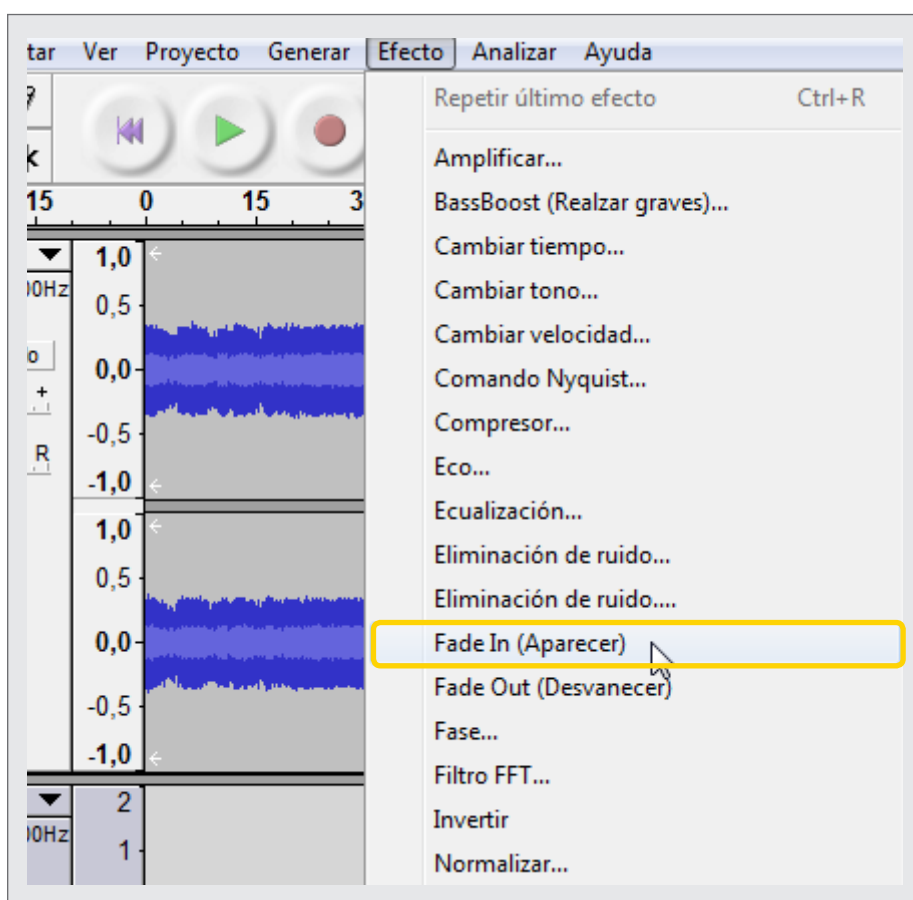 tar Ver Proyecto Generar Efecto Analizar Ayuda
Repetir último efecto Ctrl+R
Amplificar...
BassBoost (Realzar graves)...
Cambiar tiempo...
Cambiar tono...
Cambiar velocidad...
Comando Nyquist...
Compresor...
Eco...
Ecualización...
Eliminación de ruido...
Eliminación de ruido....
Fade In (Aparecer)
Fade Out (Desvanecer)
Fase...
Filtro FFT...
Invertir
Normalizar...
15 0 15 3
1,0
00Hz
0,5
0,0
+
-0,5
R
-1,0
1,0
0,5
0,0
-0,5
-1,0
2
00Hz
1